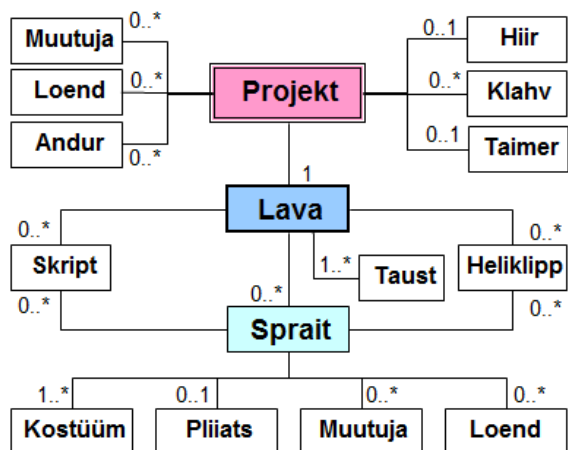 Muutuja 0..* 0..1 Hiir
Projekt
Loend 0..* 0..* Klahv
Andur 0..* 0..1 Taimer
1
Lava
0..* 0..*
Skript 1..* Taust Heliklipp
0..* 0..* 0..*
Sprait
1..* 0..1 0..* 0..*
Kostüüm Pliiats Muutuja Loend